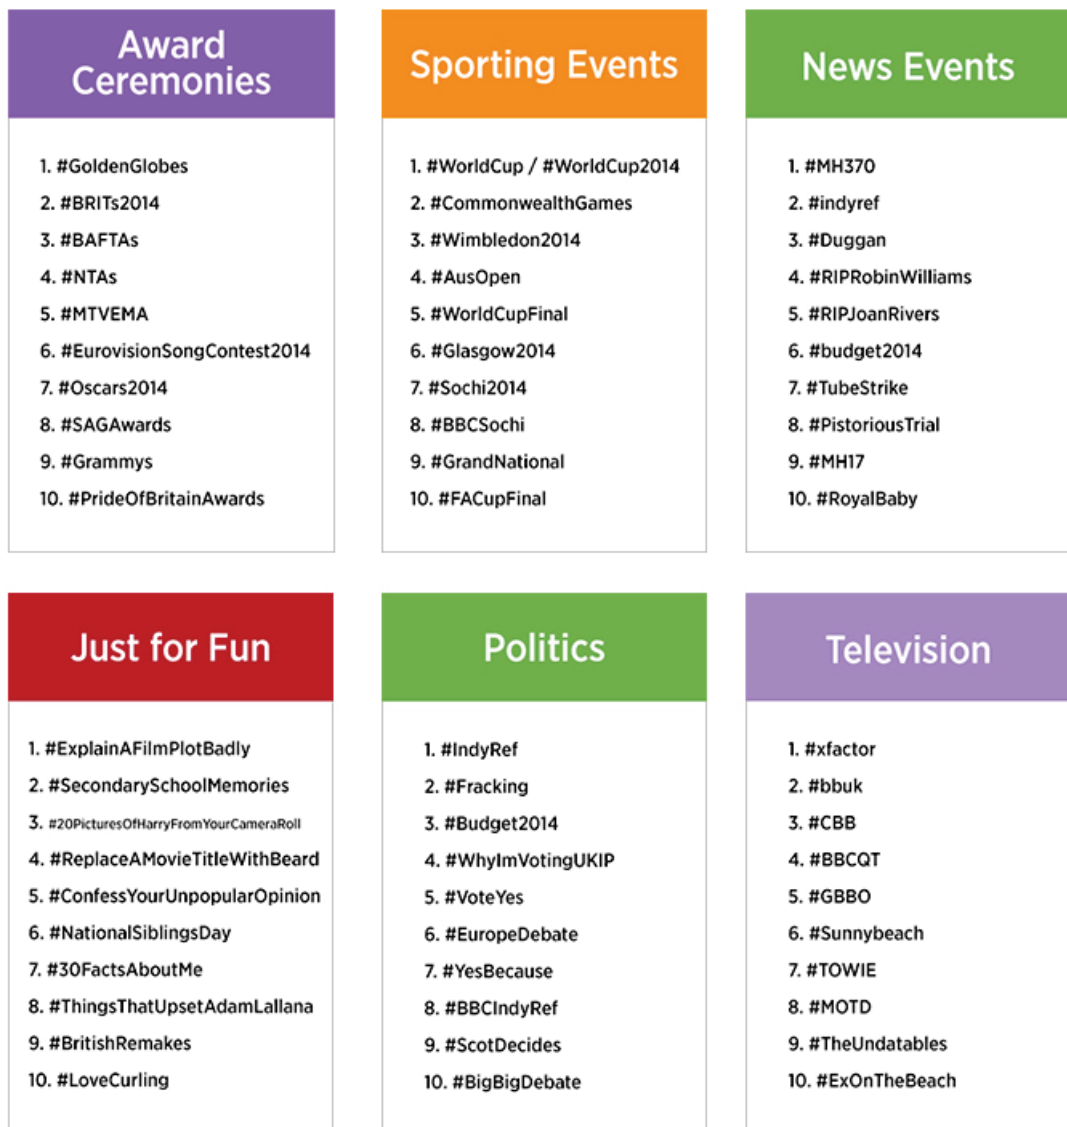 Award
Ceremonies
1. #GoldenGlobes
2. #BRITs2014
3. #BAFTAs
4. #NTAs
5. #MTVEMA
6. #EurovisionSongContest2014
7. #Oscars2014
8. #SAGAwards
9. #Grammys
10. #PrideOfBritainAwards
Sporting Events
1. #WorldCup / #WorldCup2014
2. #CommonwealthGames
3. #Wimbledon2014
4. #AusOpen
5. #WorldCupFinal
6. #Glasgow2014
7. #Sochi2014
8. #BBCSochi
9. #GrandNational
10. #FACupFinal
News Events
1. #MH370
2. #indyref
3. #Duggan
4. #RIPRobinWilliams
5. #RIPJoanRivers
6. #budget2014
7. #TubeStrike
8. #PistoriousTrial
9. #MH17
10. #RoyalBaby
Just for Fun
1. #ExplainAFilmPlotBadly
2. #SecondarySchoolMemories
3. #20PicturesOfHarryFromYourCameraRoll
4. #ReplaceAMovieTitleWithBeard
5. #ConfessYourUnpopularOpinion
6. #NationalSiblingsDay
7. #30FactsAboutMe
8. #ThingsThatUpsetAdamLallana
9. #BritishRemakes
10. #LoveCurling
Politics
1. #IndyRef
2. #Fracking
3. #Budget2014
4. #WhyImVotingUKIP
5. #VoteYes
6. #EuropeDebate
7. #YesBecause
8. #BBCIndyRef
9. #ScotDecides
10. #BigBigDebate
Television
1. #xfactor
2. #bbuk
3. #CBB
4. #BBCQT
5. #GBBO
6. #Sunnybeach
7. #TOWIE
8. #MOTD
9. #TheUndatables
10. #ExOnTheBeach